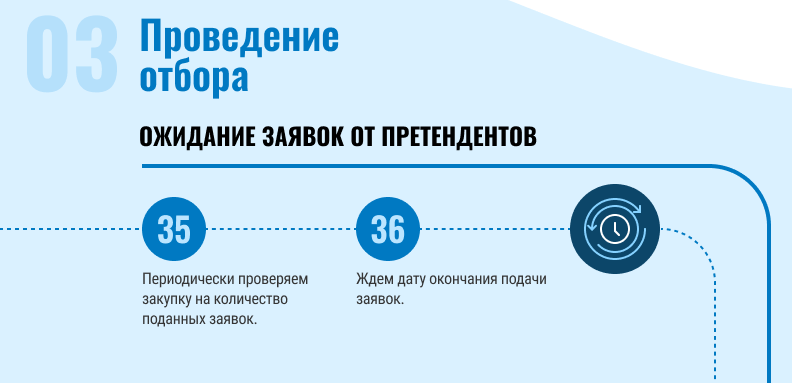 03
Проведение
отбора
ОЖИДАНИЕ ЗАЯВОК ОТ ПРЕТЕНДЕНТОВ
35
Периодически проверяем
закупку на количество
поданных заявок.
36
Ждем дату окончания подачи
заявок.